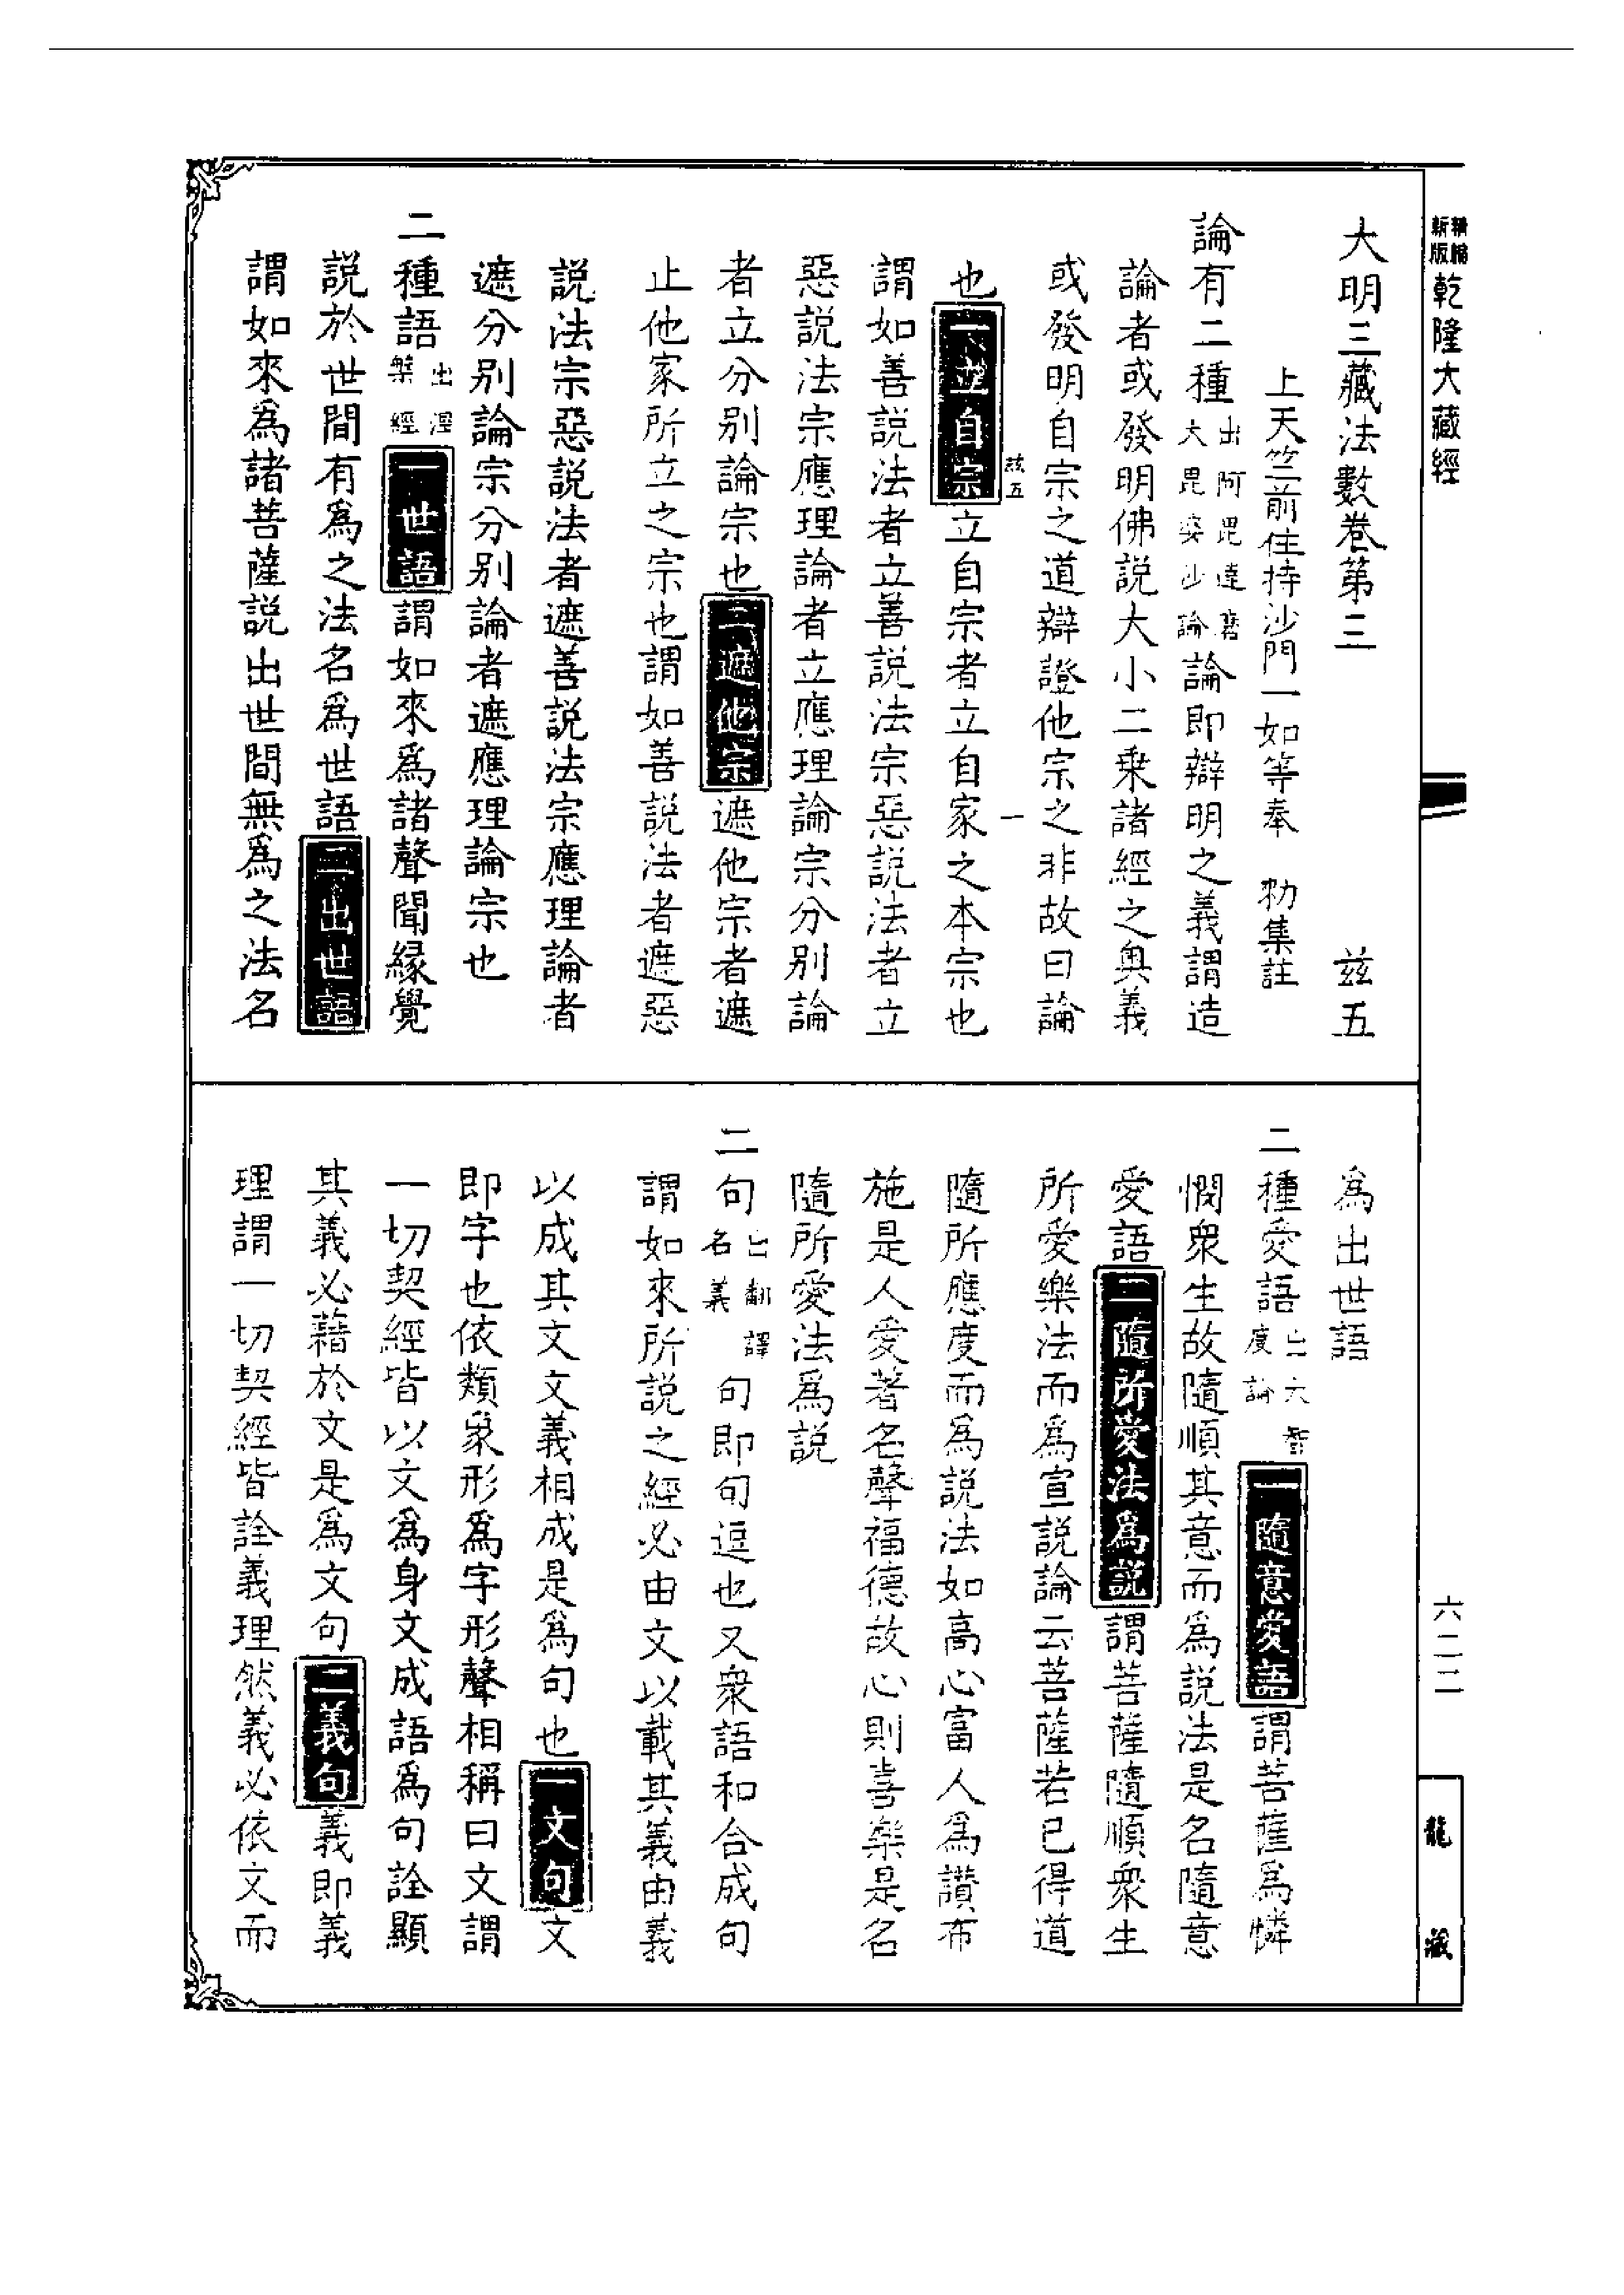 新編
新版
乾隆大藏經
大明三藏法數卷第三　茲五
上天竺前住持沙門一如等奉　勑集註
論有二種出阿毘達磨大毘婆沙論論即辯明之義謂造
論者或發明佛說大小二乘諸經之奧義
或發明自宗之道辯證他宗之非故曰論
茲五　一
也一立自宗立自宗者立自家之本宗也
謂如善說法者立善說法宗惡說法者立
惡說法宗應理論者立應理論宗分別論
者立分別論宗也二遮他宗遮他宗者遮
止他家所立之宗也謂如善說法者遮惡
說法宗惡說法者遮善說法宗應理論者
遮分別論宗分別論者遮應理論宗也
二種語出涅槃經一世語謂如來爲諸聲聞緣覺
說於世間有爲之法名爲世語二出世語
謂如來爲諸菩薩說出世間無爲之法名
為出世語
二種愛語出大智度論一隨意愛語謂菩薩爲憐
憫衆生故隨順其意而爲說法是名隨意
愛語二隨所愛法爲說謂菩薩隨順衆生
所愛樂法而爲宣說論云菩薩若已得道
隨所應度而爲說法如高心富人爲讚布
施是人愛著名聲福德故心則喜樂是名
隨所愛法爲說
二句出翻譯名義句即句逗也又衆語和合成句
謂如來所說之經必由文以載其義由義
以成其文文義相成是爲句也一文句文
即字也依類象形爲字形聲相稱曰文謂
一切契經皆以文爲身文成語爲句詮顯
其義必藉於文是爲文句二義句義即義
理謂一切契經皆詮義理然義必依文而
六二二
龍藏